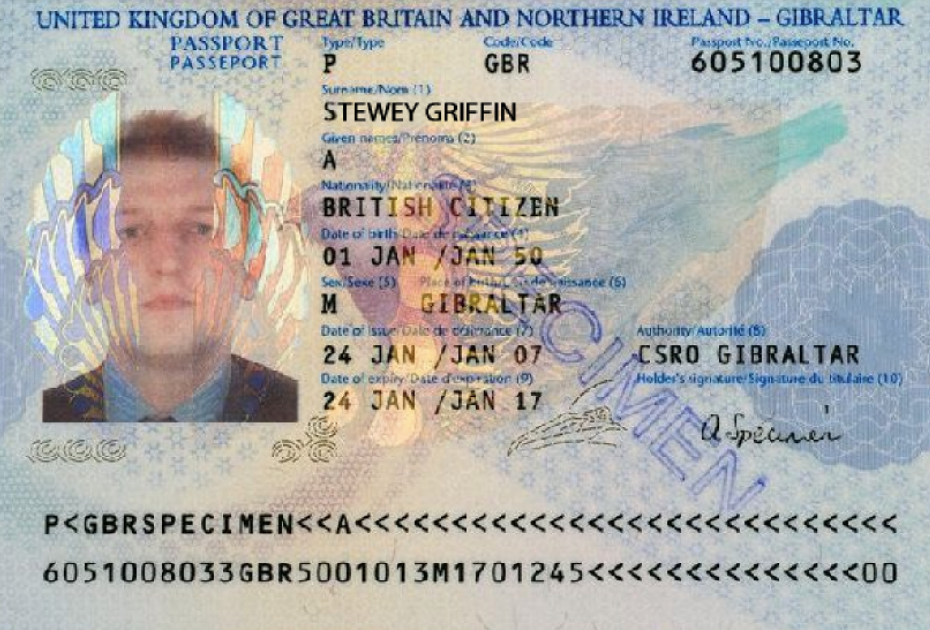 UNITED KINGDOM OF GREAT BRITAIN AND NORTHERN IRELAND – GIBRALTAR
PASSPORT
PASSEPORT
Type/Type Code/Code Passport No./Passeport No.
P GBR 605100803
Surname/Nom (1)
STEWEY GRIFFIN
Given names/Prénoms (2)
A
Nationality/Nationalité (3)
BRITISH CITIZEN
Date of birth/Date de naissance (4)
01 JAN /JAN 50
Sex/Sexe (5) Place of birth/Lieu de naissance (6)
M GIBRALTAR
Date of issue/Date de délivrance (7) Authority/Autorité (8)
24 JAN /JAN 07 CSRO GIBRALTAR
Date of expiry/Date d'expiration (9) Holder's signature/Signature du titulaire (10)
24 JAN /JAN 17
A Specimen
SPECIMEN
P<GBRSPECIMEN<<A<<<<<<<<<<<<<<<<<<<<<<<<<<<<
6051008033GBR5001013M1701245<<<<<<<<<<<<<<00